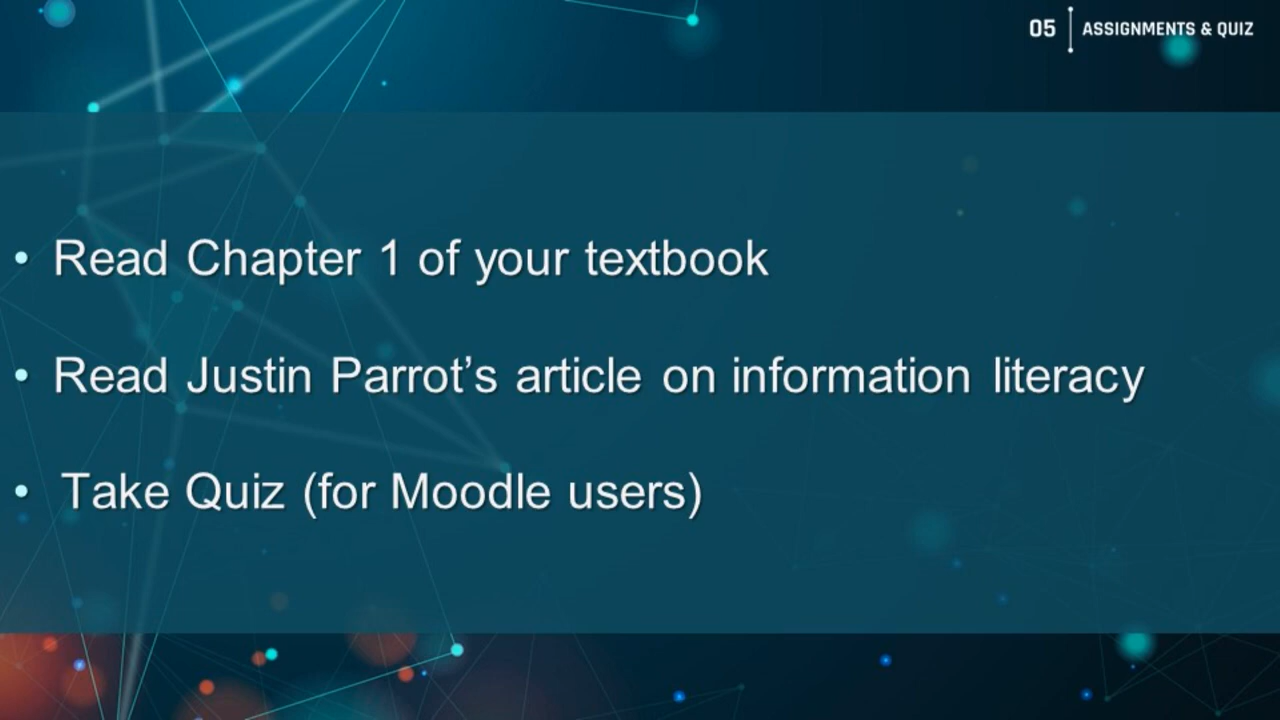 05 | ASSIGNMENTS & QUIZ
• Read Chapter 1 of your textbook
• Read Justin Parrot’s article on information literacy
• Take Quiz (for Moodle users)